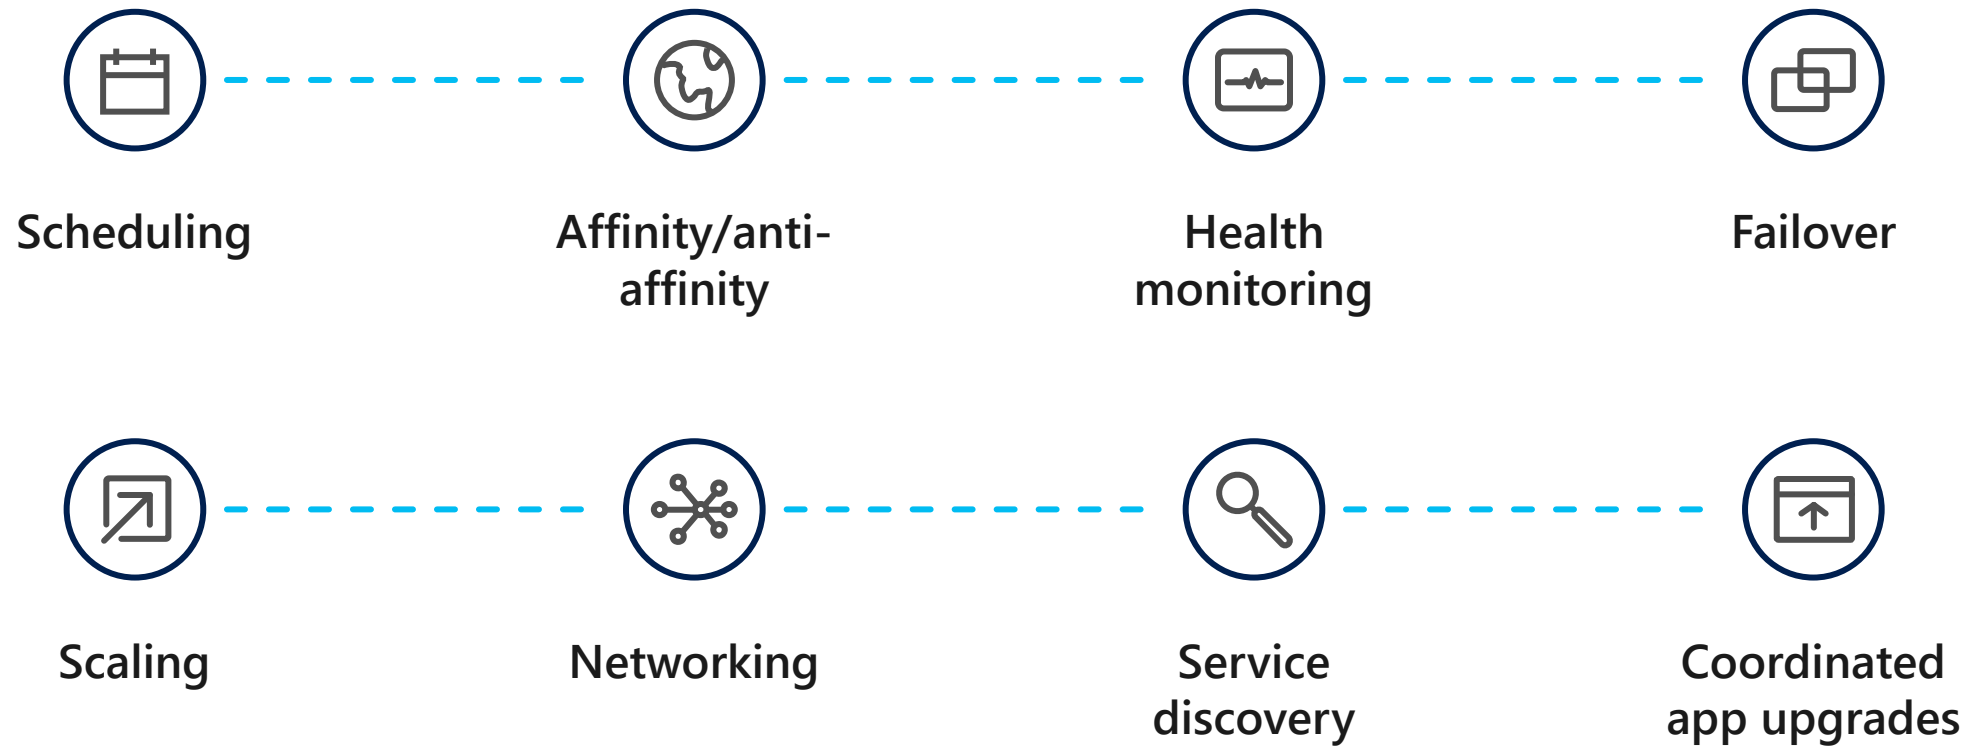 Scheduling
Affinity/anti-
affinity
Health
monitoring
Failover
Scaling
Networking
Service
discovery
Coordinated
app upgrades